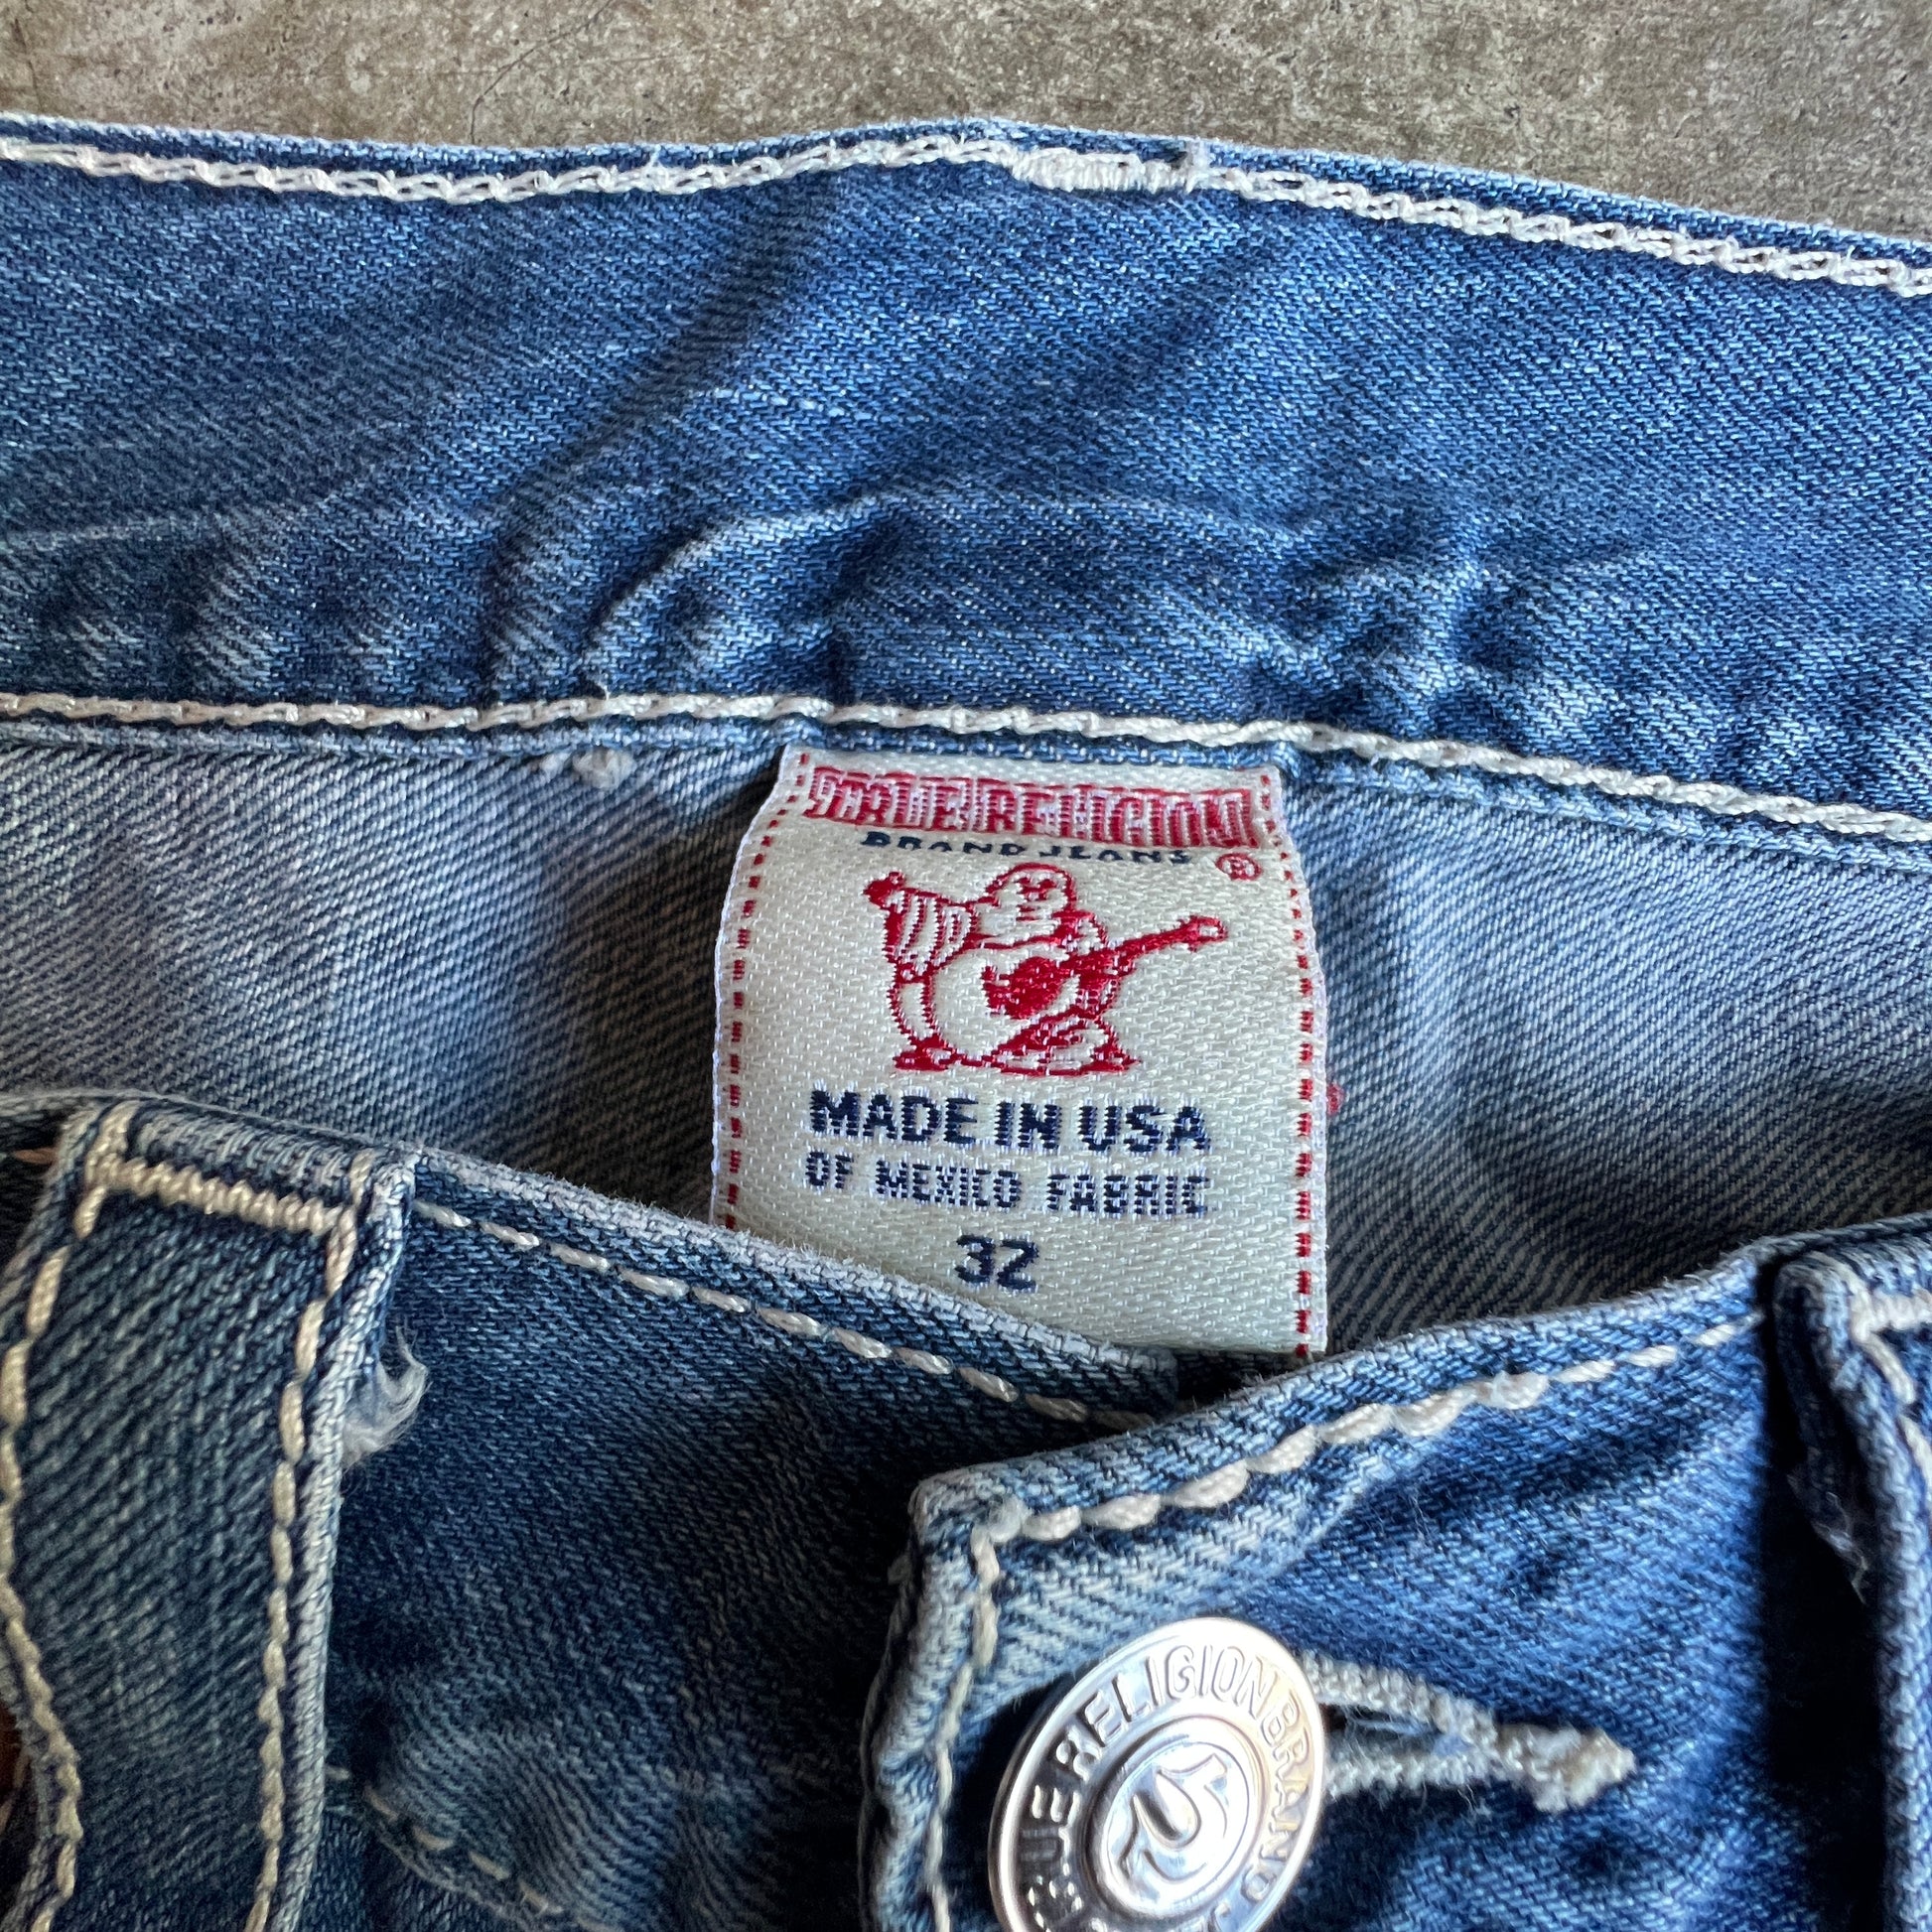 TRUE RELIGION
BRAND JEANS
®
MADE IN USA
OF MEXICO FABRIC
32
TRUE RELIGION BRAND J